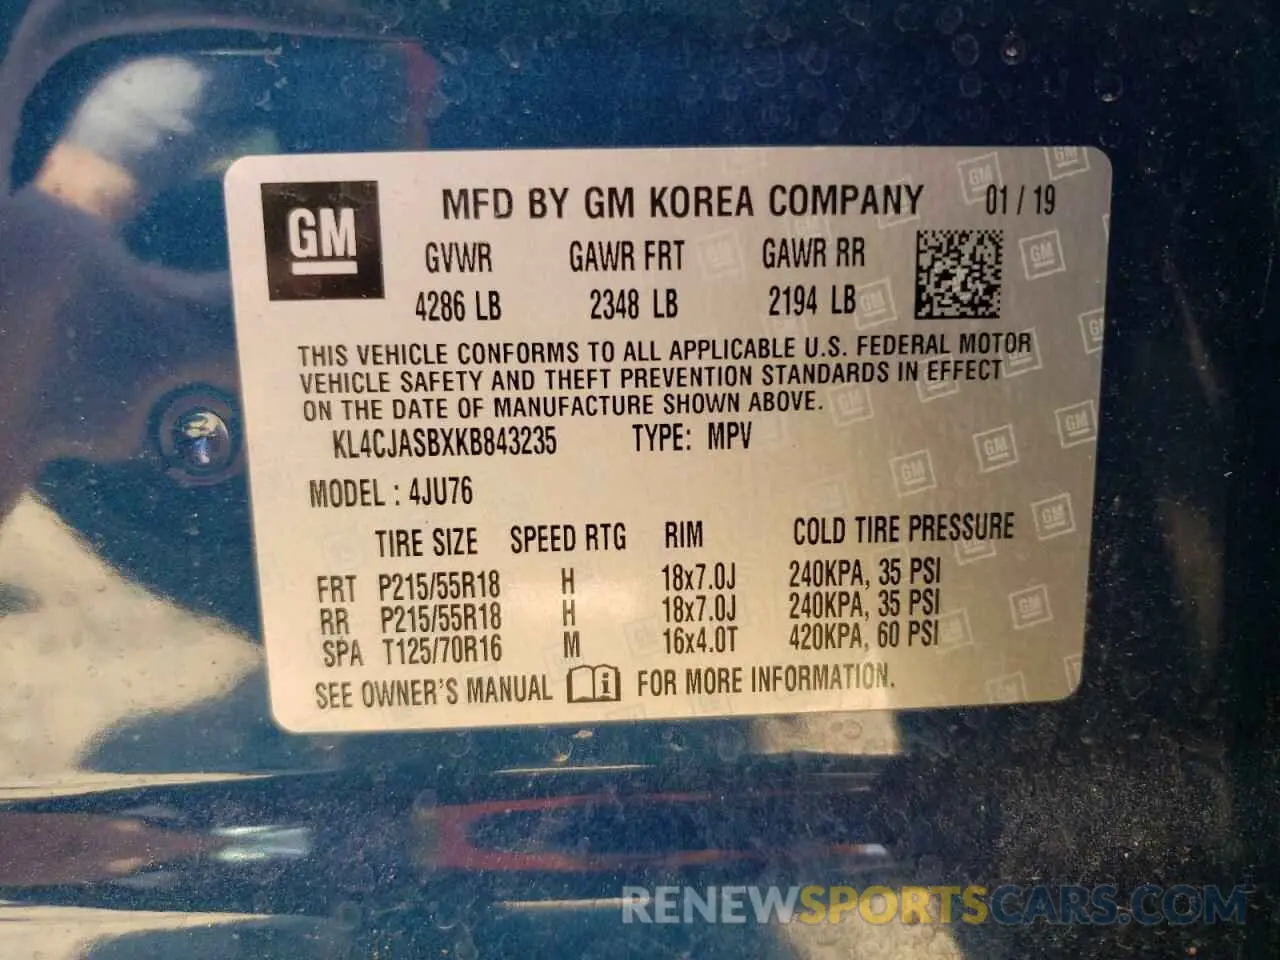 GM
MFD BY GM KOREA COMPANY 01 / 19
GVWR GAWR FRT GAWR RR
4286 LB 2348 LB 2194 LB
THIS VEHICLE CONFORMS TO ALL APPLICABLE U.S. FEDERAL MOTOR
VEHICLE SAFETY AND THEFT PREVENTION STANDARDS IN EFFECT
ON THE DATE OF MANUFACTURE SHOWN ABOVE.
KL4CJASBXKB843235 TYPE: MPV
MODEL : 4JU76
TIRE SIZE SPEED RTG RIM COLD TIRE PRESSURE
FRT P215/55R18 H 18x7.0J 240KPA, 35 PSI
RR P215/55R18 H 18x7.0J 240KPA, 35 PSI
SPA T125/70R16 M 16x4.0T 420KPA, 60 PSI
SEE OWNER'S MANUAL i FOR MORE INFORMATION.
RENEWSPORTSCARS.COM